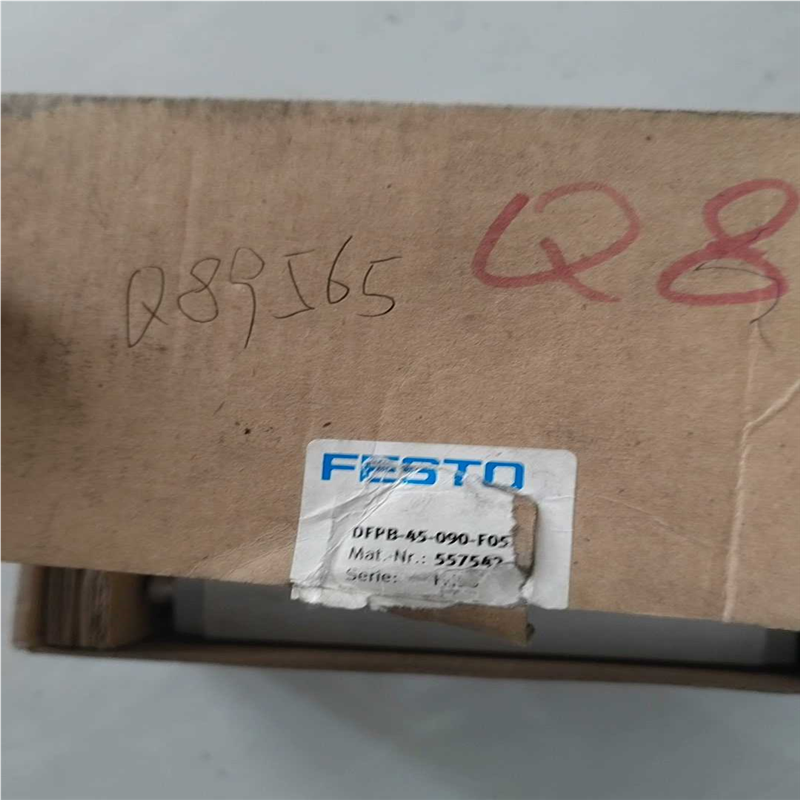 Q8
Q89565
FESTO
DFPB-45-090-F05
Mat.-Nr.: 557542
Serie: